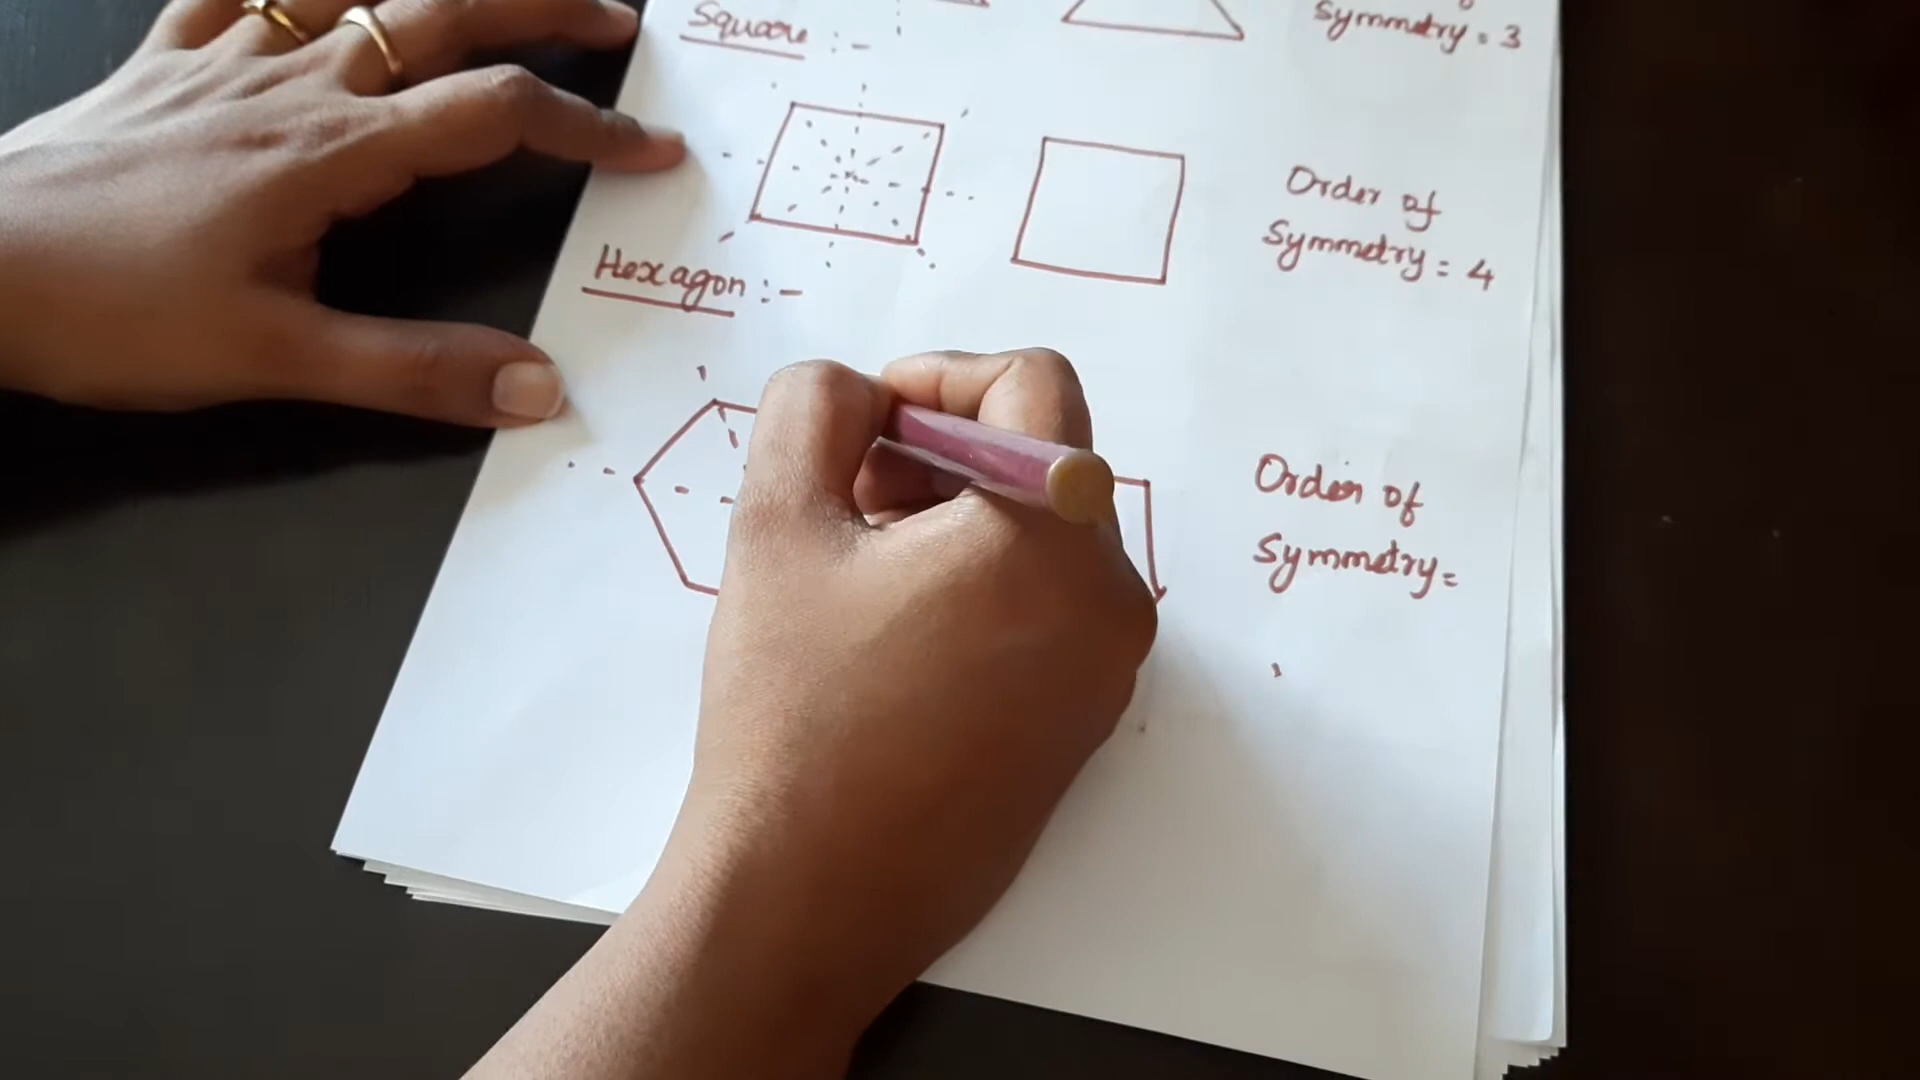 Symmetry = 3
Square :-
Order of
Symmetry = 4
Hexagon :-
Order of
Symmetry =